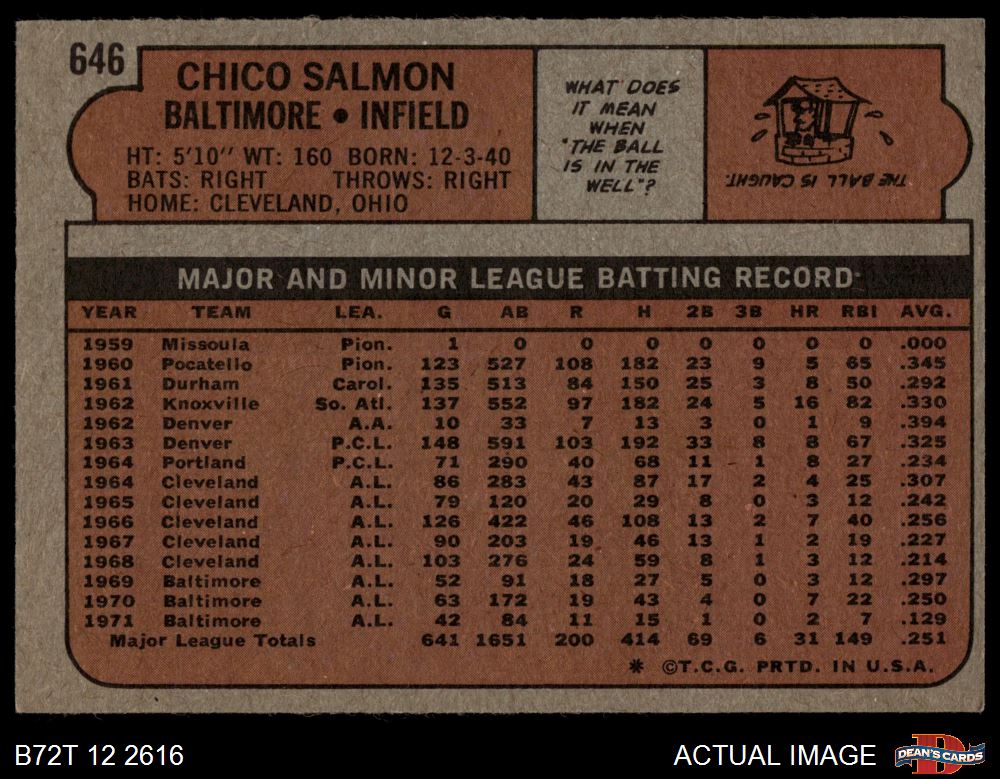 646
CHICO SALMON
BALTIMORE • INFIELD
HT: 5'10" WT: 160 BORN: 12-3-40
BATS: RIGHT THROWS: RIGHT
HOME: CLEVELAND, OHIO
WHAT DOES
IT MEAN
WHEN
"THE BALL
IS IN THE
WELL"?
THE BALL IS CAUGHT.
MAJOR AND MINOR LEAGUE BATTING RECORD
YEAR TEAM LEA. G AB R H 2B 3B HR RBI AVG.
1959 Missoula Pion. 1 0 0 0 0 0 0 0 .000
1960 Pocatello Pion. 123 527 108 182 23 9 5 65 .345
1961 Durham Carol. 135 513 84 150 25 3 8 50 .292
1962 Knoxville So. Atl. 137 552 97 182 24 5 16 82 .330
1962 Denver A.A. 10 33 7 13 3 0 1 9 .394
1963 Denver P.C.L. 148 591 103 192 33 8 8 67 .325
1964 Portland P.C.L. 71 290 40 68 11 1 8 27 .234
1964 Cleveland A.L. 86 283 43 87 17 2 4 25 .307
1965 Cleveland A.L. 79 120 20 29 8 0 3 12 .242
1966 Cleveland A.L. 126 422 46 108 13 2 7 40 .256
1967 Cleveland A.L. 90 203 19 46 13 1 2 19 .227
1968 Cleveland A.L. 103 276 24 59 8 1 3 12 .214
1969 Baltimore A.L. 52 91 18 27 5 0 3 12 .297
1970 Baltimore A.L. 63 172 19 43 4 0 7 22 .250
1971 Baltimore A.L. 42 84 11 15 1 0 2 7 .129
Major League Totals 641 1651 200 414 69 6 31 149 .251
* ©T.C.G. PRTD. IN U.S.A.
B72T 12 2616
ACTUAL IMAGE
DEAN'S CARDS